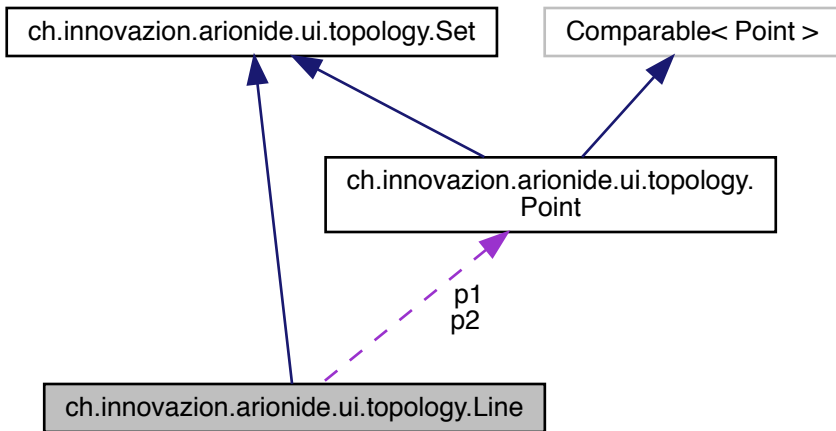 ch.innovazion.arionide.ui.topology.Set
Comparable< Point >
ch.innovazion.arionide.ui.topology.
Point
p1
p2
ch.innovazion.arionide.ui.topology.Line